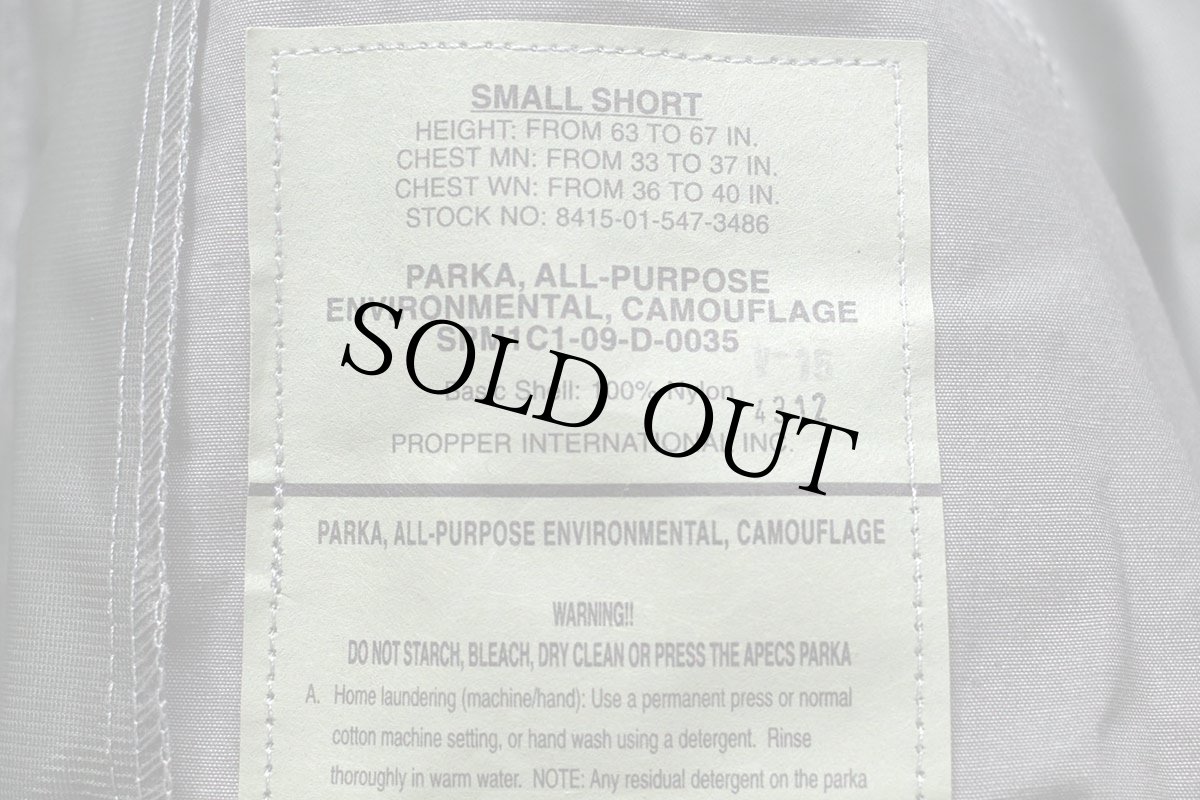 SMALL SHORT
HEIGHT: FROM 63 TO 67 IN.
CHEST MN: FROM 33 TO 37 IN.
CHEST WN: FROM 36 TO 40 IN.
STOCK NO: 8415-01-547-3486
PARKA, ALL-PURPOSE
ENVIRONMENTAL, CAMOUFLAGE
SPM1C1-09-D-0035
15
Basic Shell: 100% Nylon
4312
SOLD OUT
PROPPER INTERNATIONAL INC.
PARKA, ALL-PURPOSE ENVIRONMENTAL, CAMOUFLAGE
WARNING!!
DO NOT STARCH, BLEACH, DRY CLEAN OR PRESS THE APECS PARKA
A. Home laundering (machine/hand): Use a permanent press or normal
cotton machine setting, or hand wash using a detergent. Rinse
thoroughly in warm water. NOTE: Any residual detergent on the parka